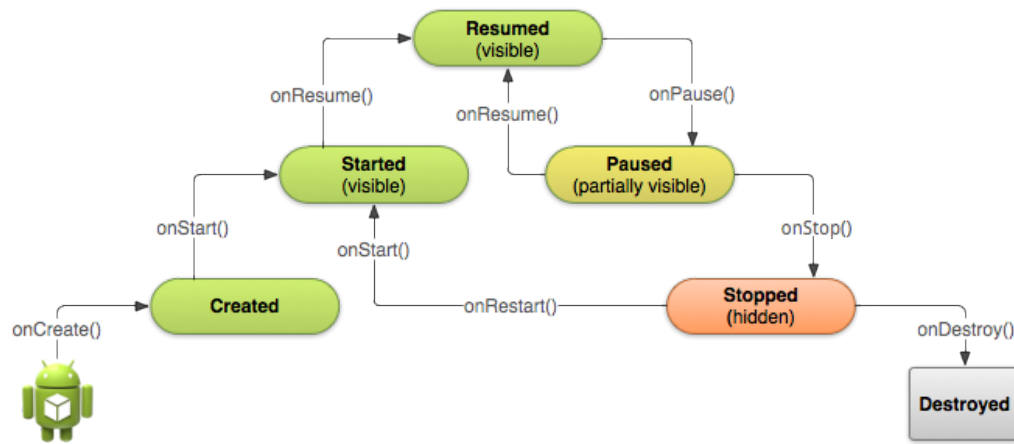 Resumed
(visible)
onResume()
onResume()
onPause()
Started
(visible)
Paused
(partially visible)
onStart()
onStart()
onStop()
Created
onRestart()
Stopped
(hidden)
onCreate()
onDestroy()
Destroyed